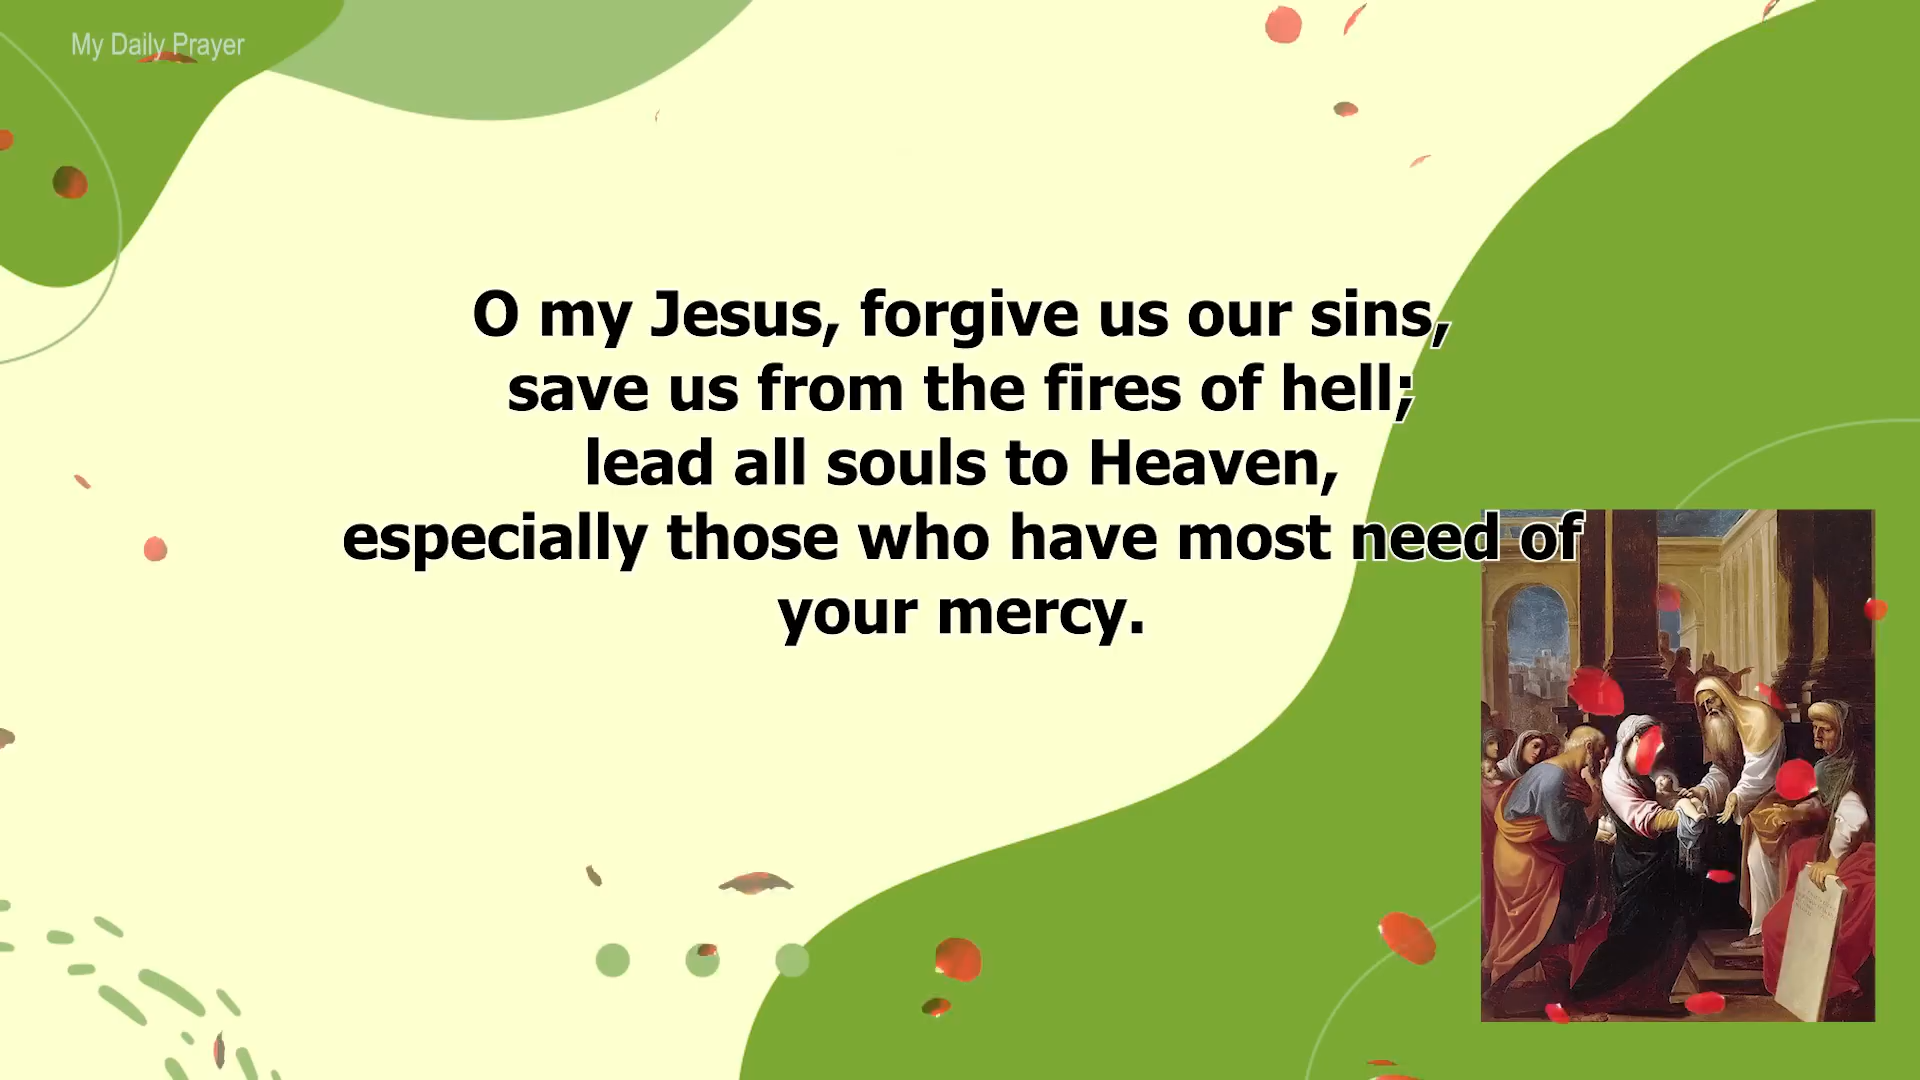 My Daily Prayer
O my Jesus, forgive us our sins,
save us from the fires of hell;
lead all souls to Heaven,
especially those who have most need of
your mercy.